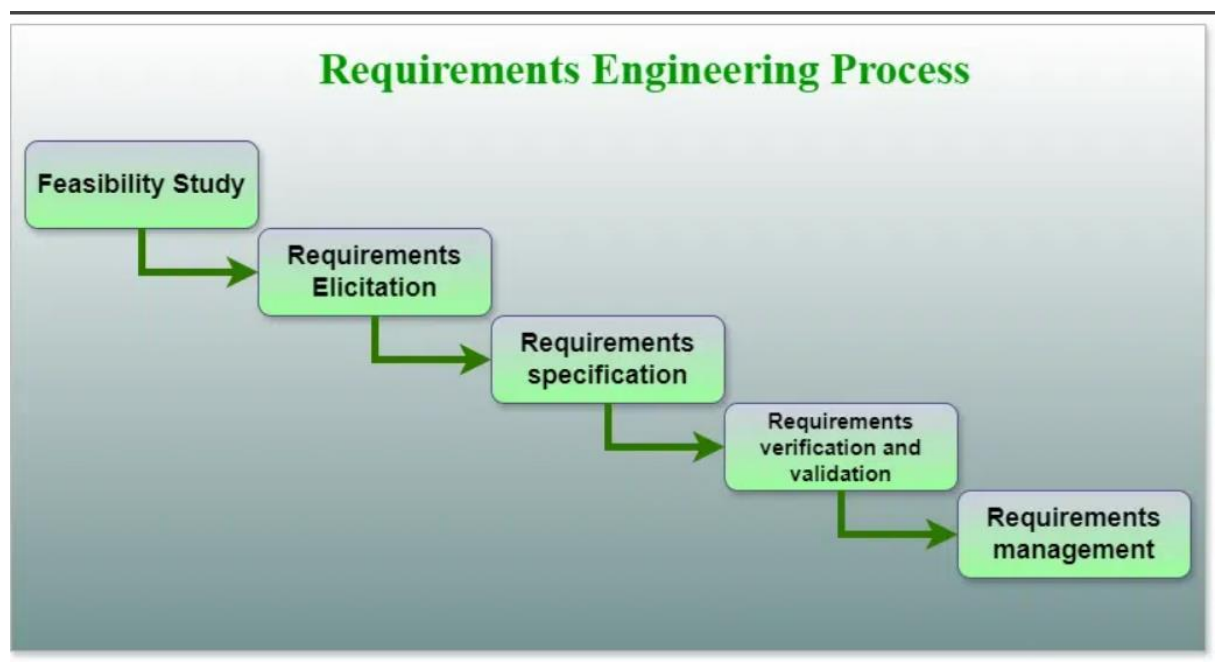 Requirements Engineering Process
Feasibility Study
Requirements
Elicitation
Requirements
specification
Requirements
verification and
validation
Requirements
management